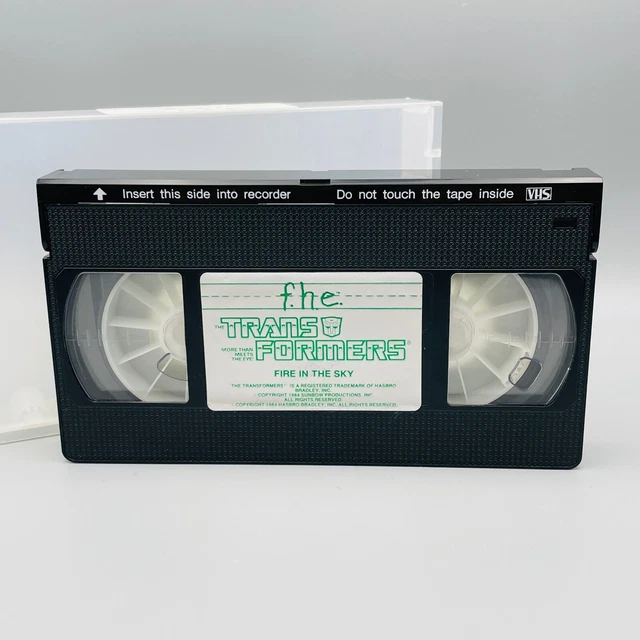 Insert this side into recorder
Do not touch the tape inside VHS
f.h.e.
THE TRANS
MORE THAN MEETS THE EYE! FORMERS®
FIRE IN THE SKY
THE TRANSFORMERS IS A REGISTERED TRADEMARK OF HASBRO
BRADLEY, INC.
COPYRIGHT 1984 SUNBOW PRODUCTIONS, INC.
ALL RIGHTS RESERVED.
COPYRIGHT 1984 HASBRO BRADLEY, INC.
ALL RIGHTS RESERVED.